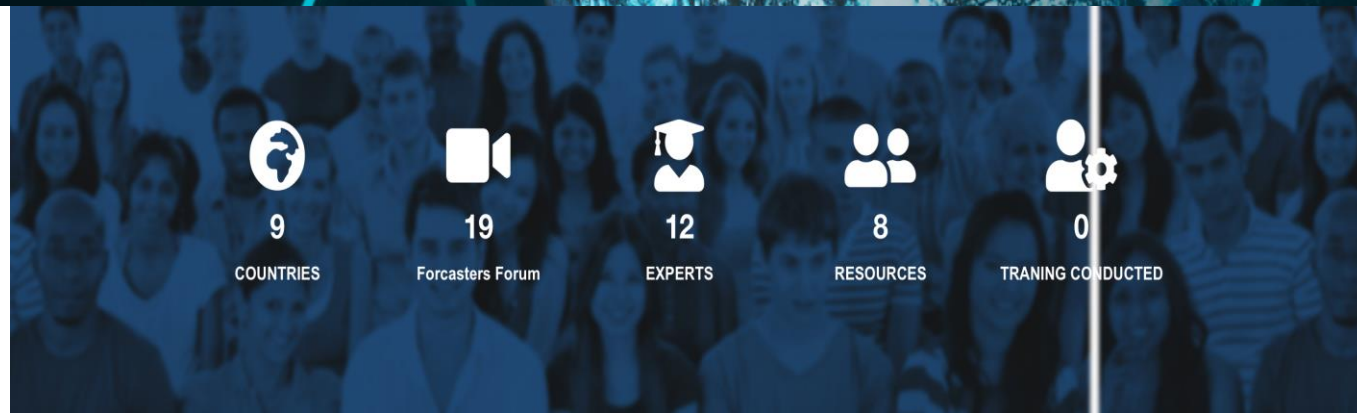 9 19 12 8 0
COUNTRIES Forcasters Forum EXPERTS RESOURCES TRANING CONDUCTED